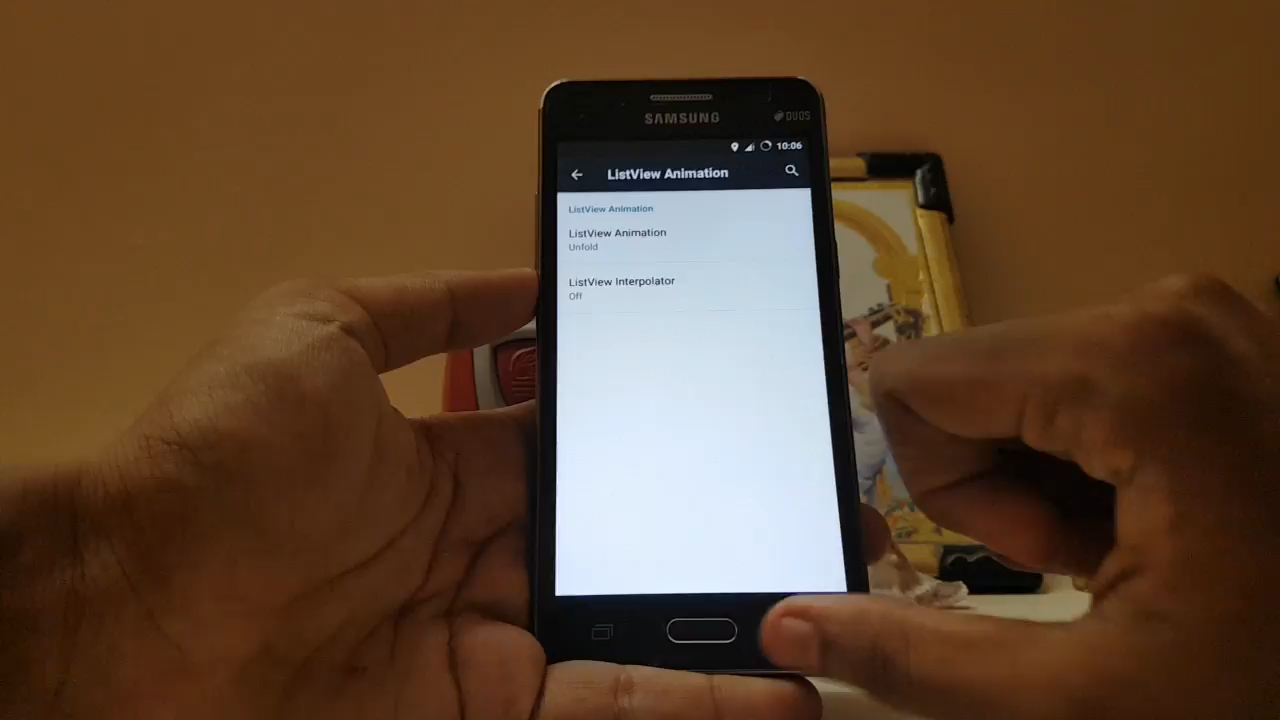 SAMSUNG
DUOS
10:06
ListView Animation
ListView Animation
ListView Animation
Unfold
ListView Interpolator
Off